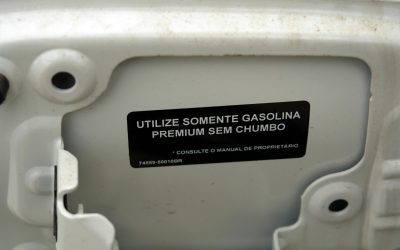 UTILIZE SOMENTE GASOLINA
PREMIUM SEM CHUMBO
* CONSULTE O MANUAL DE PROPRIETÁRIO